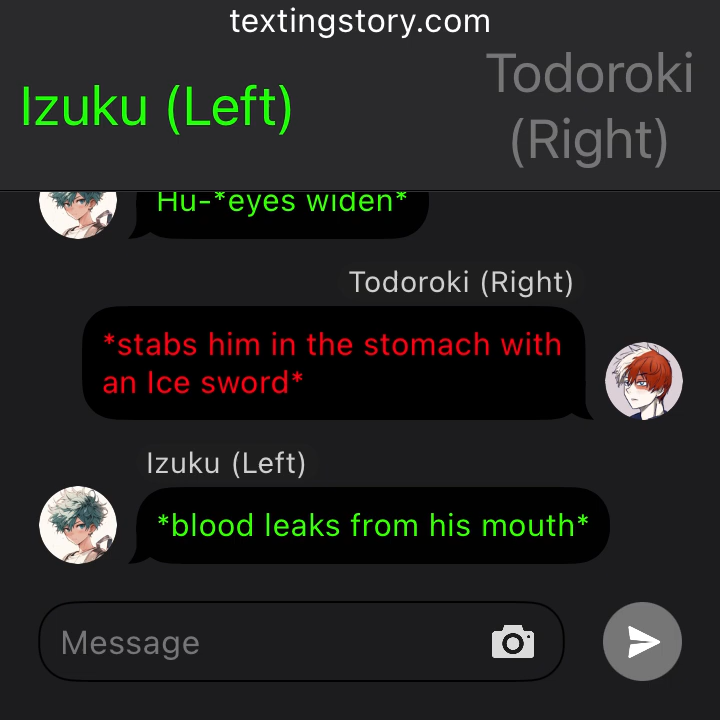 textingstory.com
Izuku (Left)
Todoroki
(Right)
Hu-*eyes widen*
Todoroki (Right)
*stabs him in the stomach with
an Ice sword*
Izuku (Left)
*blood leaks from his mouth*
Message